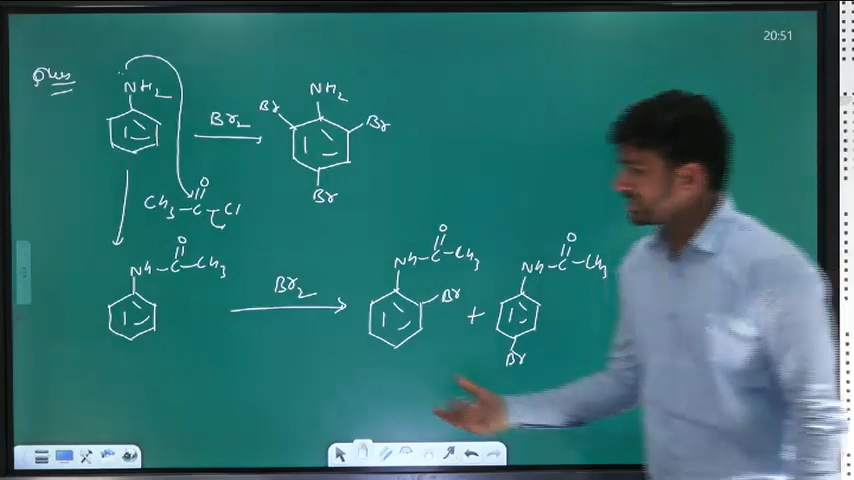 20:51
NH2
Br2
NH2
Br
Br
Br
O
CH3-C-Cl
NH-C-CH3
O
Br2
NH-C-CH3
O
Br
+
NH-C-CH3
O
Br